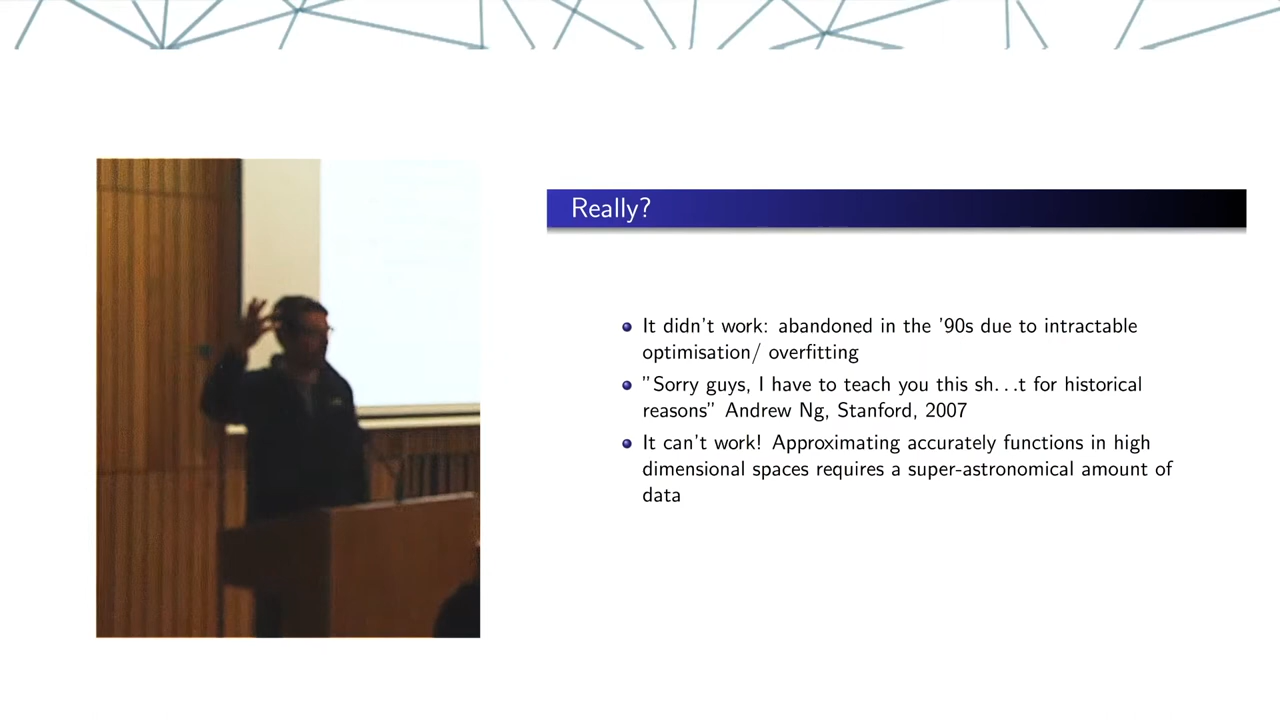 Really?
It didn't work: abandoned in the '90s due to intractable
optimisation/ overfitting
"Sorry guys, I have to teach you this sh...t for historical
reasons" Andrew Ng, Stanford, 2007
It can't work! Approximating accurately functions in high
dimensional spaces requires a super-astronomical amount of
data